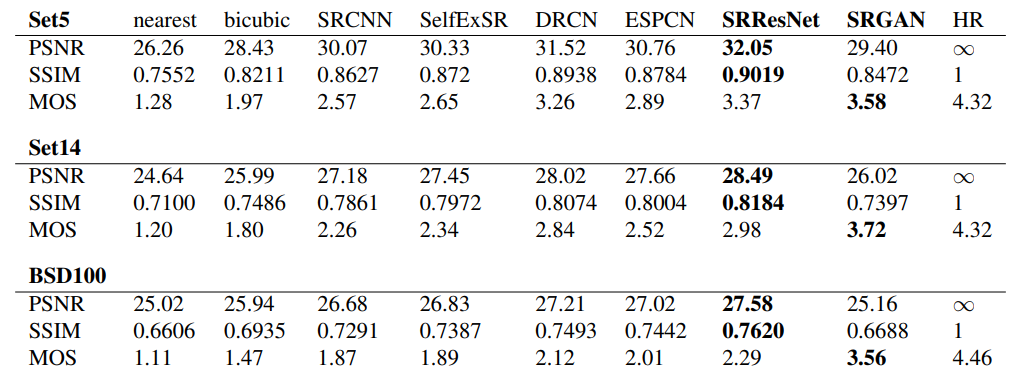 Set5 nearest bicubic SRCNN SelfExSR DRCN ESPCN SRResNet SRGAN HR
PSNR 26.26 28.43 30.07 30.33 31.52 30.76 32.05 29.40 ∞
SSIM 0.7552 0.8211 0.8627 0.872 0.8938 0.8784 0.9019 0.8472 1
MOS 1.28 1.97 2.57 2.65 3.26 2.89 3.37 3.58 4.32
Set14
PSNR 24.64 25.99 27.18 27.45 28.02 27.66 28.49 26.02 ∞
SSIM 0.7100 0.7486 0.7861 0.7972 0.8074 0.8004 0.8184 0.7397 1
MOS 1.20 1.80 2.26 2.34 2.84 2.52 2.98 3.72 4.32
BSD100
PSNR 25.02 25.94 26.68 26.83 27.21 27.02 27.58 25.16 ∞
SSIM 0.6606 0.6935 0.7291 0.7387 0.7493 0.7442 0.7620 0.6688 1
MOS 1.11 1.47 1.87 1.89 2.12 2.01 2.29 3.56 4.46